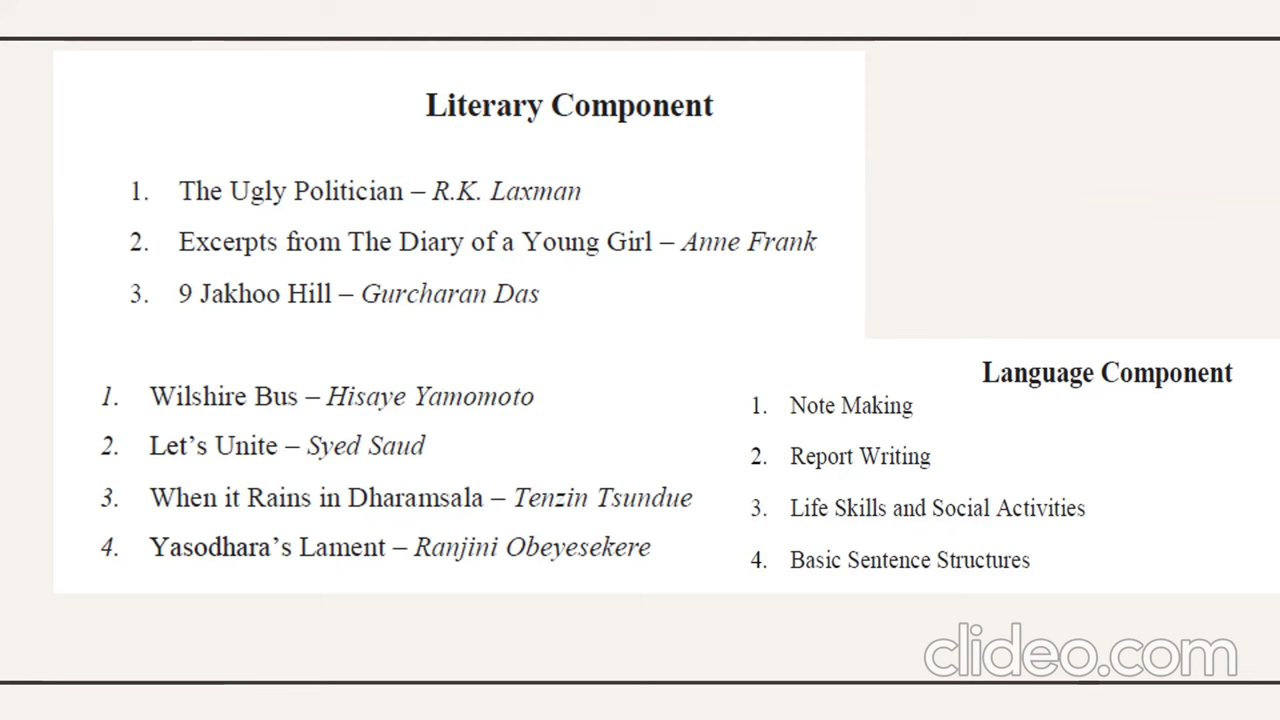 Literary Component
1. The Ugly Politician – R.K. Laxman
2. Excerpts from The Diary of a Young Girl – Anne Frank
3. 9 Jakhoo Hill – Gurcharan Das
1. Wilshire Bus – Hisaye Yamomoto
2. Let's Unite – Syed Saud
3. When it Rains in Dharamsala – Tenzin Tsundue
4. Yasodhara's Lament – Ranjini Obeyesekere
Language Component
1. Note Making
2. Report Writing
3. Life Skills and Social Activities
4. Basic Sentence Structures
clideo.com